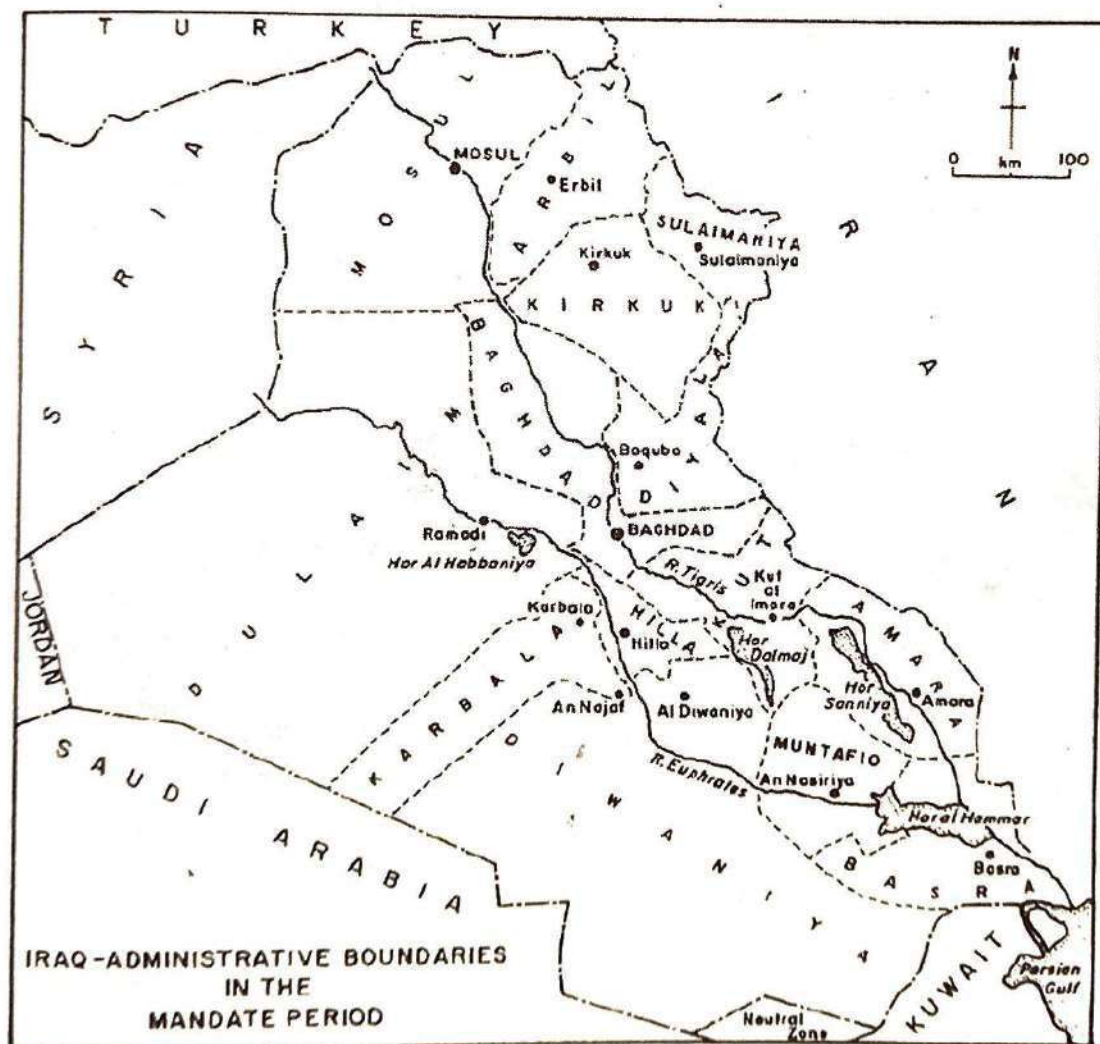 TURKEY
SYRIA
IRAN
N
0 km 100
MOSUL
MOSUL
ARBIL
Erbil
SULAIMANIYA
Sulaimaniya
Kirkuk
KIRKUK
BAGHDAD
DIYALA
Boquba
BAGHDAD
DULAIM
Ramadi
Hor Al Habbaniya
R.Tigris
KUT
Kut al Imara
AMARA
Amara
JORDAN
Karbala
KARBALA
HILLA
Hilla
Hor Dalmaj
Hor Sanniya
An Najaf
Al Diwaniya
DIWANIYA
MUNTAFIO
An Nasiriya
R.Euphrates
Hor al Hammar
BASRA
Basra
SAUDI ARABIA
KUWAIT
Persian Gulf
Neutral Zone
IRAQ-ADMINISTRATIVE BOUNDARIES
IN THE
MANDATE PERIOD